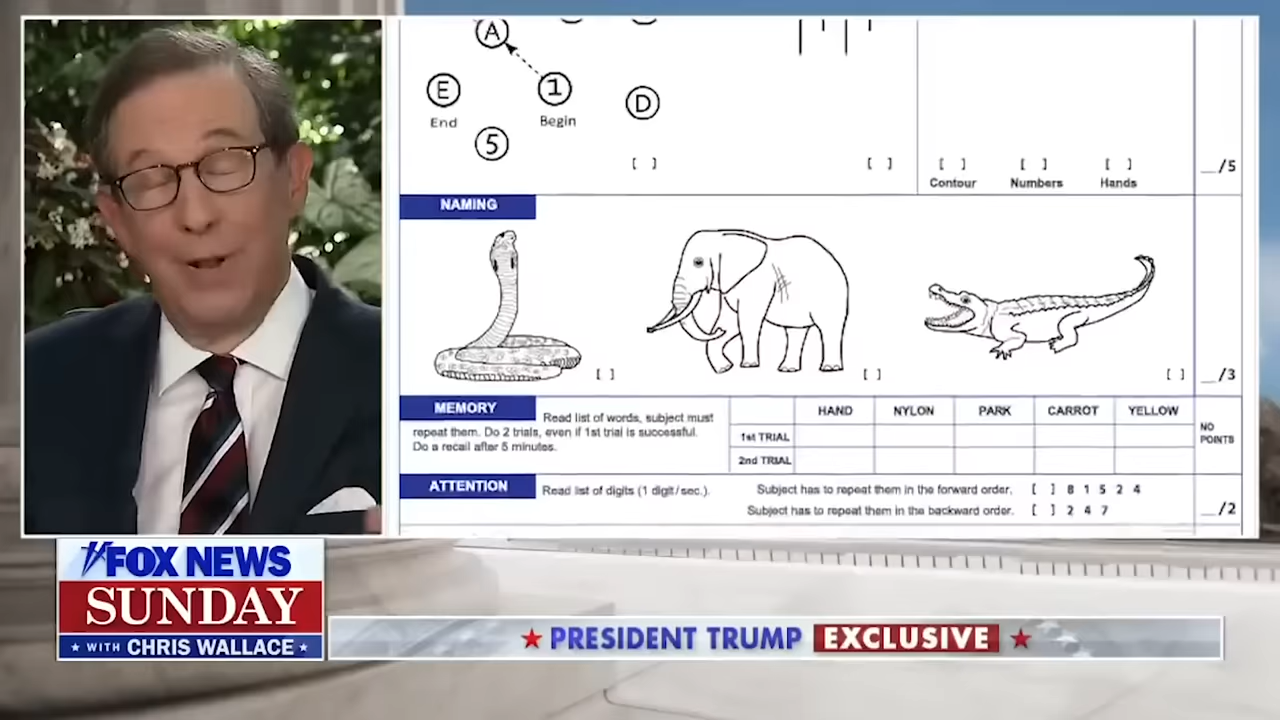 A
E
End
1
Begin
D
5
[ ]
[ ]
[ ] [ ] [ ]
Contour Numbers Hands
__/5
NAMING
[ ]
[ ]
[ ]
__/3
MEMORY
Read list of words, subject must
repeat them. Do 2 trials, even if 1st trial is successful.
Do a recall after 5 minutes.
HAND NYLON PARK CARROT YELLOW
1st TRIAL
2nd TRIAL
NO
POINTS
ATTENTION
Read list of digits (1 digit/sec.).
Subject has to repeat them in the forward order. [ ] 8 1 5 2 4
Subject has to repeat them in the backward order. [ ] 2 4 7
__/2
FOX NEWS
SUNDAY
WITH CHRIS WALLACE
PRESIDENT TRUMP EXCLUSIVE